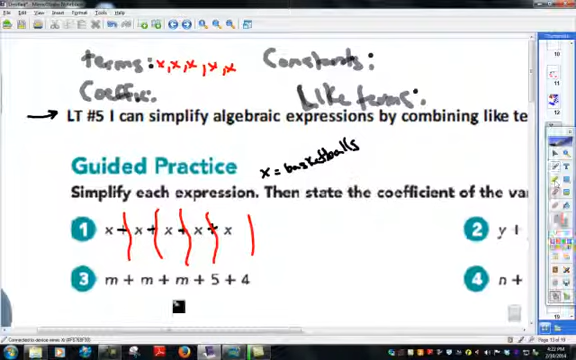 terms: x, x, x, x, x
Constants:
Coeffic:
Like terms:
LT #5 I can simplify algebraic expressions by combining like te
Guided Practice
x = basketballs
Simplify each expression. Then state the coefficient of the var
1 x + x + x + x + x
2 y +
3 m + m + m + 5 + 4
4 n +